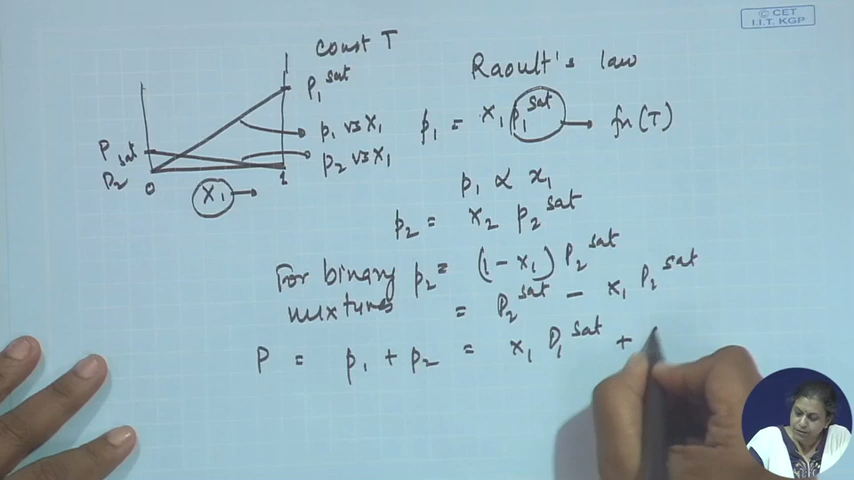 © CET
I.I.T. KGP
const T
P₁ sat
Raoult's law
p₁ = x₁ p₁ sat → fn(T)
p₁ vs x₁
p₂ vs x₁
P sat
P₂
0
1
x₁ →
p₁ ∝ x₁
p₂ = x₂ p₂ sat
For binary p₂ = (1 - x₁) P₂ sat
mixtures = P₂ sat - x₁ P₂ sat
P = p₁ + p₂ = x₁ P₁ sat +